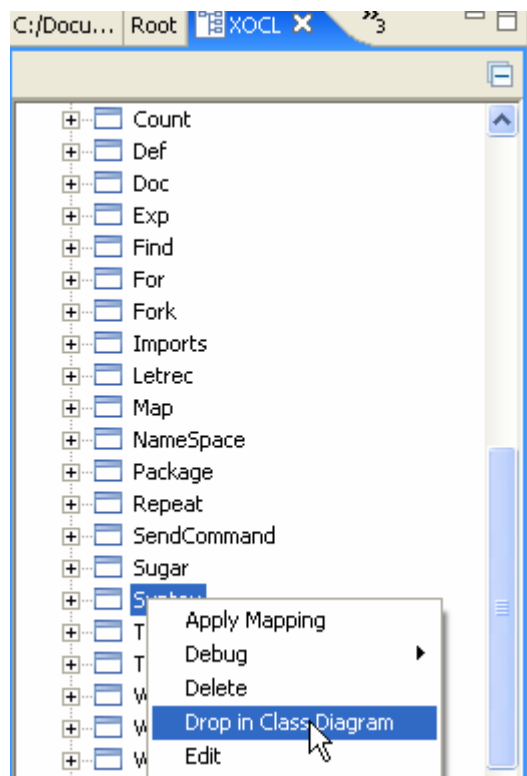 C:/Docu... Root XOCL 3
Count
Def
Doc
Exp
Find
For
Fork
Imports
Letrec
Map
NameSpace
Package
Repeat
SendCommand
Sugar
Syntax
T
Apply Mapping
T
Debug
W
Delete
W
Drop in Class Diagram
W
Edit